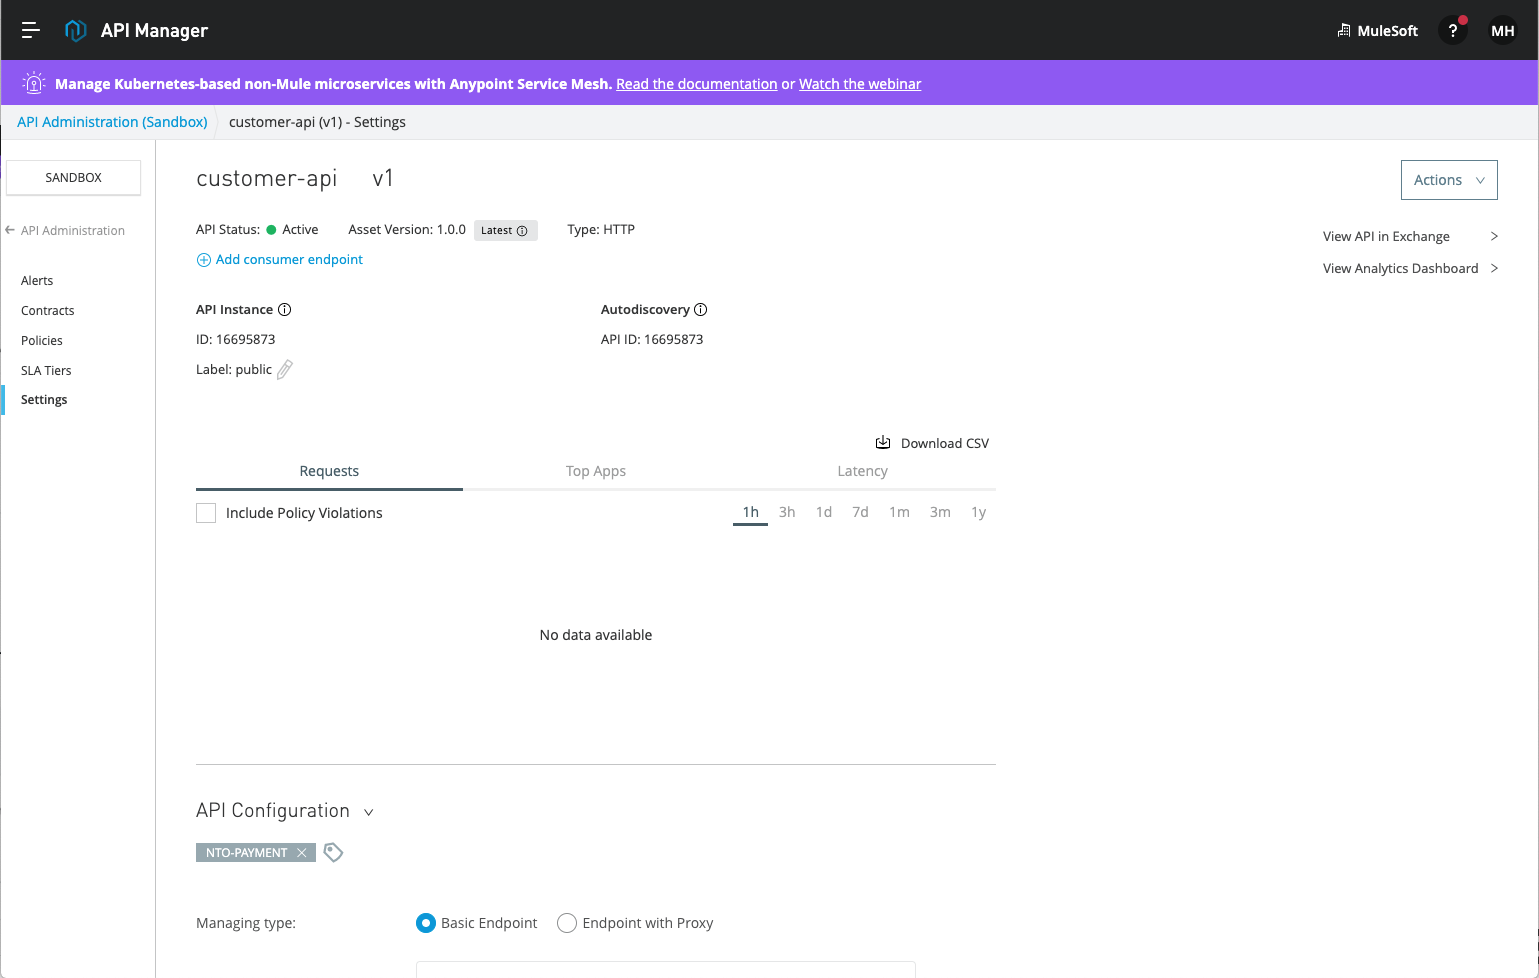 API Manager
MuleSoft
?
MH
Manage Kubernetes-based non-Mule microservices with Anypoint Service Mesh. Read the documentation or Watch the webinar
API Administration (Sandbox)
customer-api (v1) - Settings
SANDBOX
API Administration
Alerts
Contracts
Policies
SLA Tiers
Settings
customer-api v1
Actions
API Status: Active Asset Version: 1.0.0 Latest Type: HTTP
Add consumer endpoint
View API in Exchange
View Analytics Dashboard
API Instance
ID: 16695873
Label: public
Autodiscovery
API ID: 16695873
Download CSV
Requests Top Apps Latency
Include Policy Violations
1h 3h 1d 7d 1m 3m 1y
No data available
API Configuration
NTO-PAYMENT
Managing type: Basic Endpoint Endpoint with Proxy